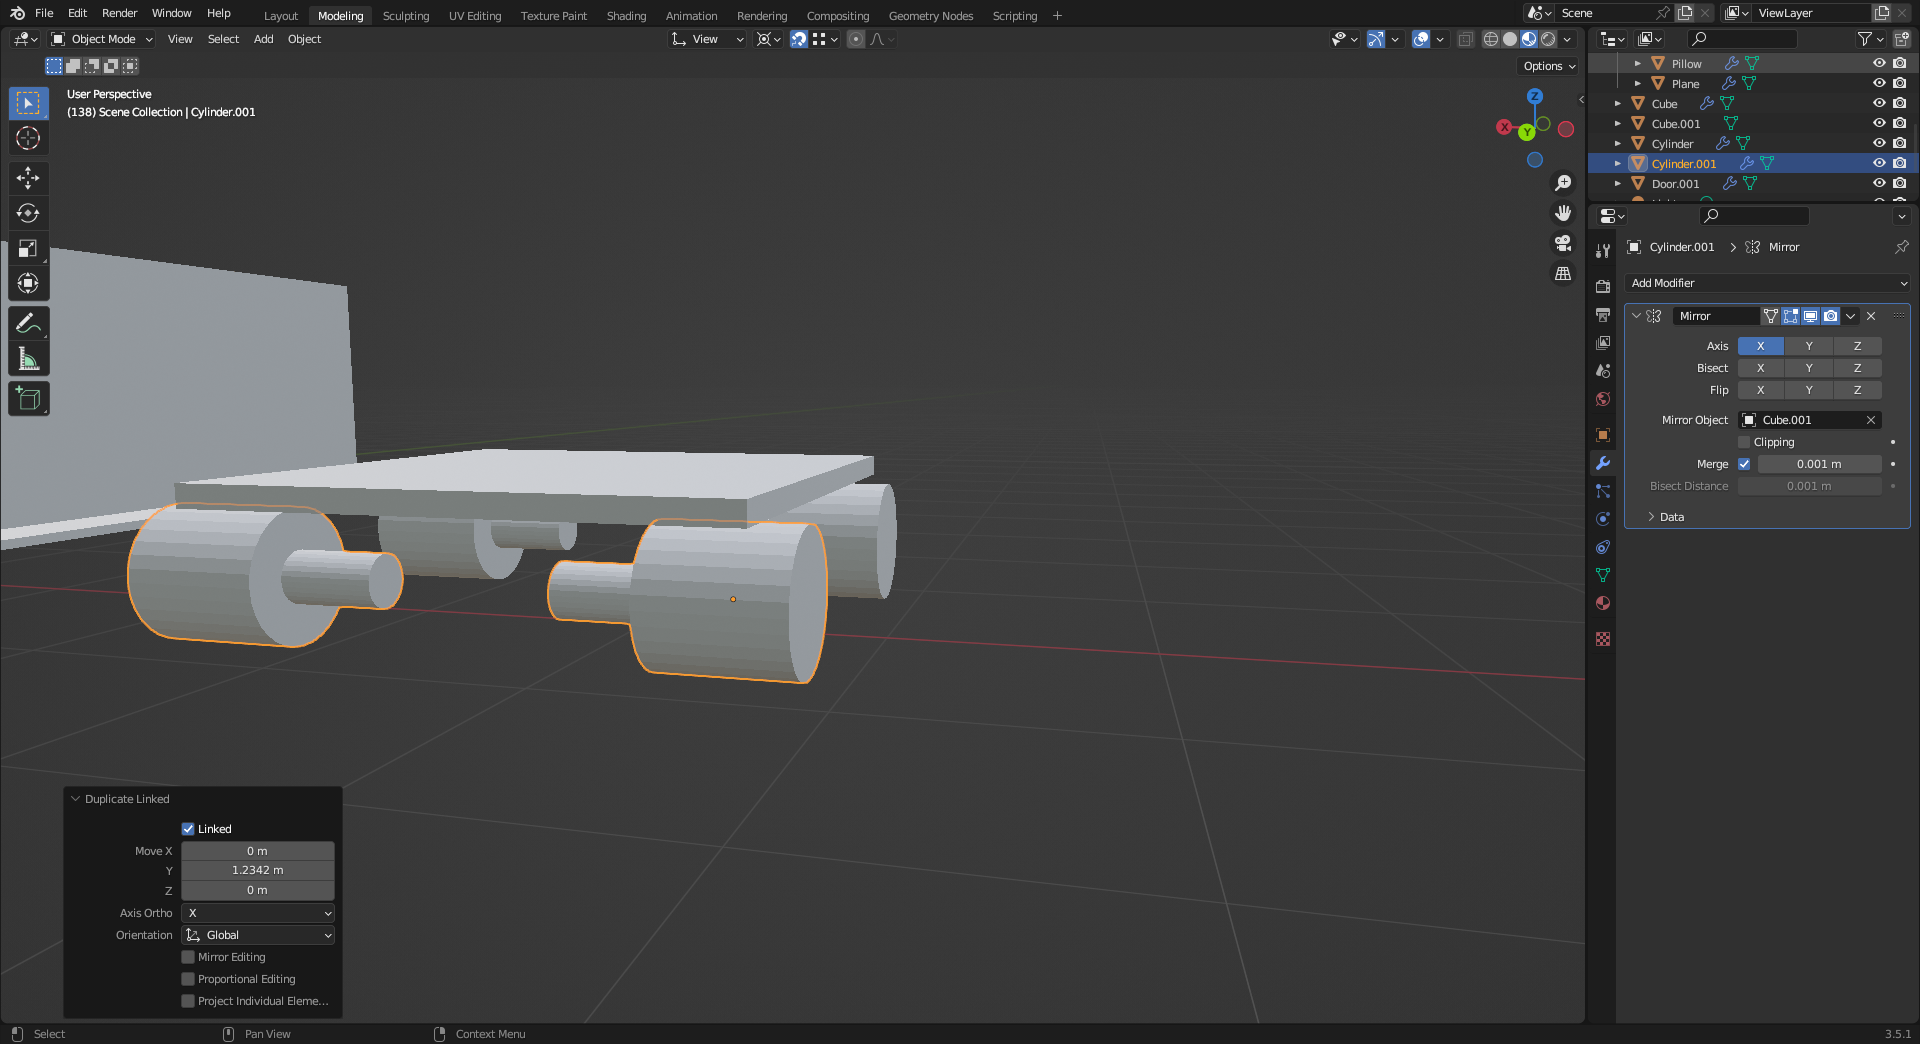 File Edit Render Window Help
Layout Modeling Sculpting UV Editing Texture Paint Shading Animation Rendering Compositing Geometry Nodes Scripting +
Scene
ViewLayer
Object Mode View Select Add Object
View
Options
User Perspective
(138) Scene Collection | Cylinder.001
Z
X
Y
Pillow
Plane
Cube
Cube.001
Cylinder
Cylinder.001
Door.001
Cylinder.001 > Mirror
Add Modifier
Mirror
Axis X Y Z
Bisect X Y Z
Flip X Y Z
Mirror Object Cube.001
Clipping
Merge 0.001 m
Bisect Distance 0.001 m
Data
Duplicate Linked
Linked
Move X 0 m
Y 1.2342 m
Z 0 m
Axis Ortho X
Orientation Global
Mirror Editing
Proportional Editing
Project Individual Eleme...
Select Pan View Context Menu
3.5.1